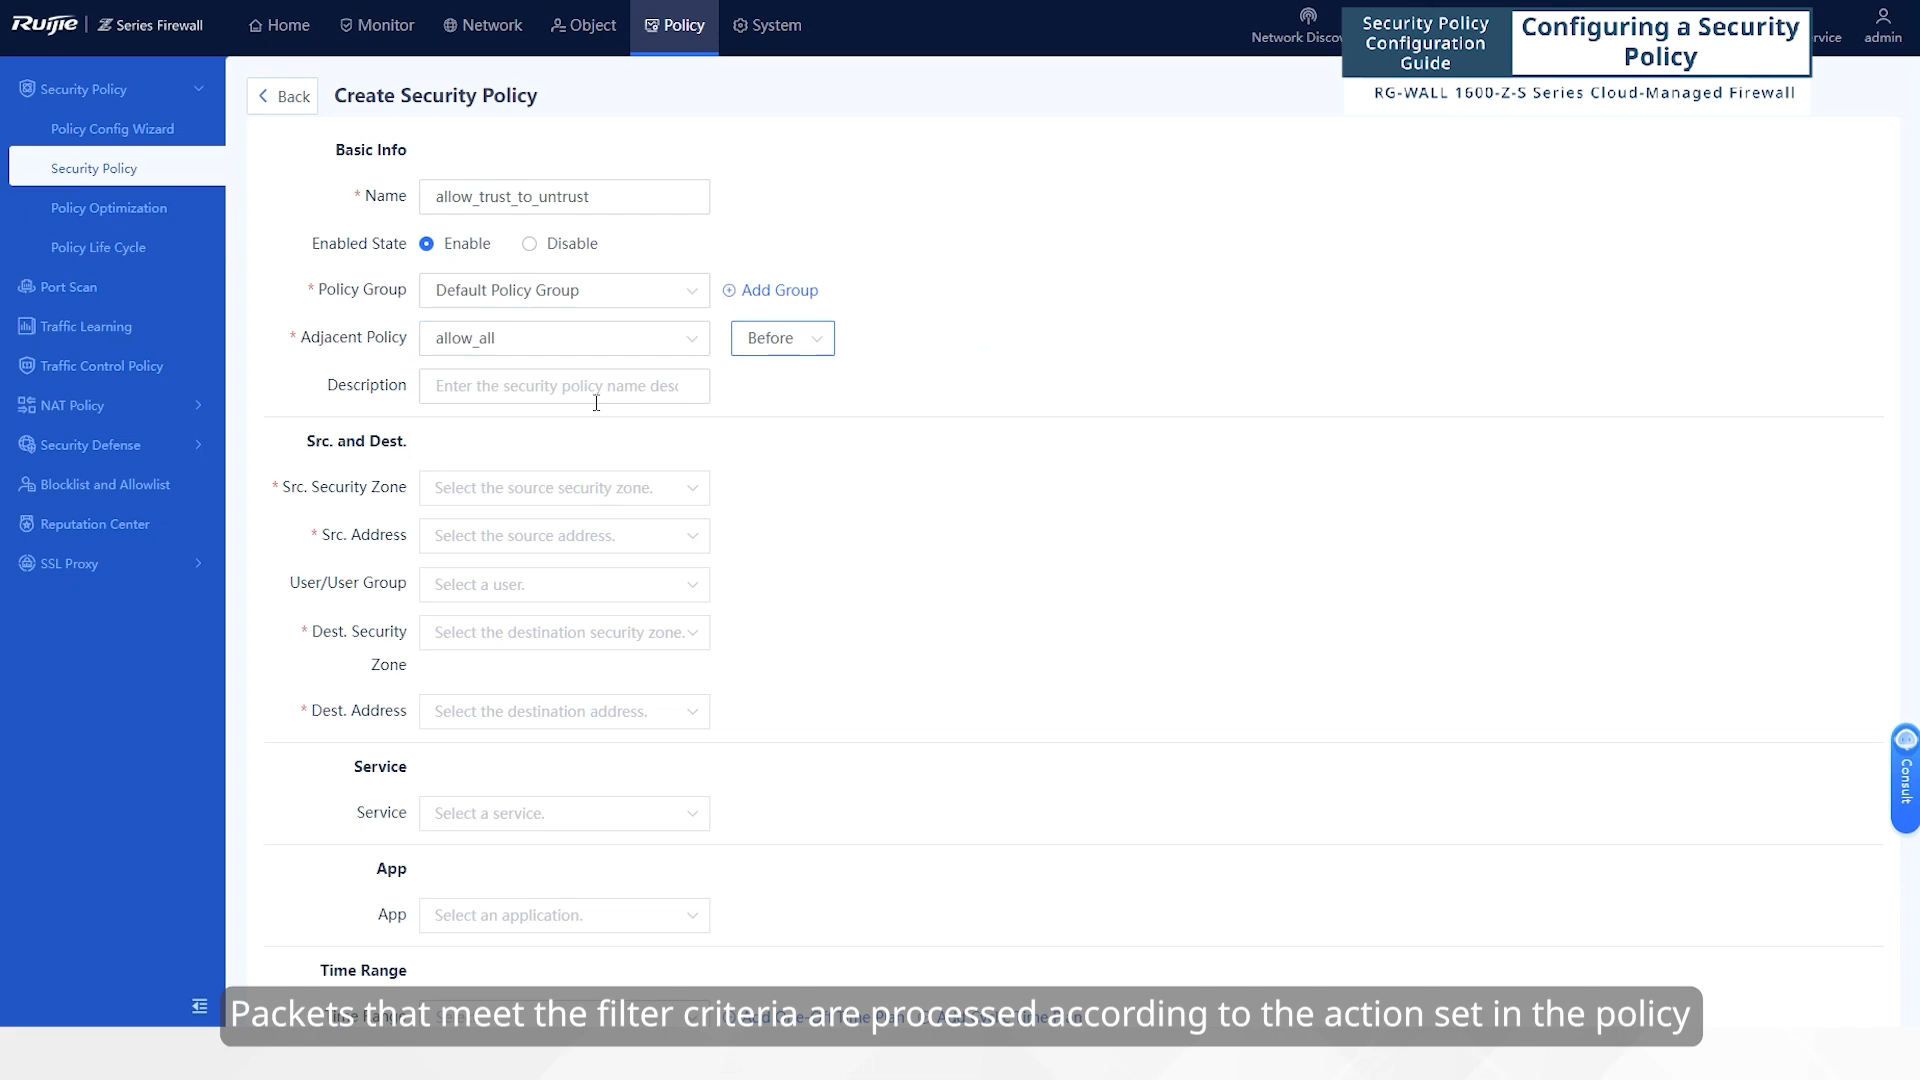 Ruijie | Z Series Firewall
Home
Monitor
Network
Object
Policy
System
Network Discov
rvice
admin
Security Policy
Configuration
Guide
Configuring a Security
Policy
RG-WALL 1600-Z-S Series Cloud-Managed Firewall
Security Policy
Policy Config Wizard
Security Policy
Policy Optimization
Policy Life Cycle
Port Scan
Traffic Learning
Traffic Control Policy
NAT Policy
Security Defense
Blocklist and Allowlist
Reputation Center
SSL Proxy
Back
Create Security Policy
Basic Info
* Name allow_trust_to_untrust
Enabled State Enable Disable
* Policy Group Default Policy Group Add Group
* Adjacent Policy allow_all Before
Description Enter the security policy name desc
Src. and Dest.
* Src. Security Zone Select the source security zone.
* Src. Address Select the source address.
User/User Group Select a user.
* Dest. Security Select the destination security zone.
Zone
* Dest. Address Select the destination address.
Service
Service Select a service.
App
App Select an application.
Time Range
Packets that meet the filter criteria are processed according to the action set in the policy
Consult